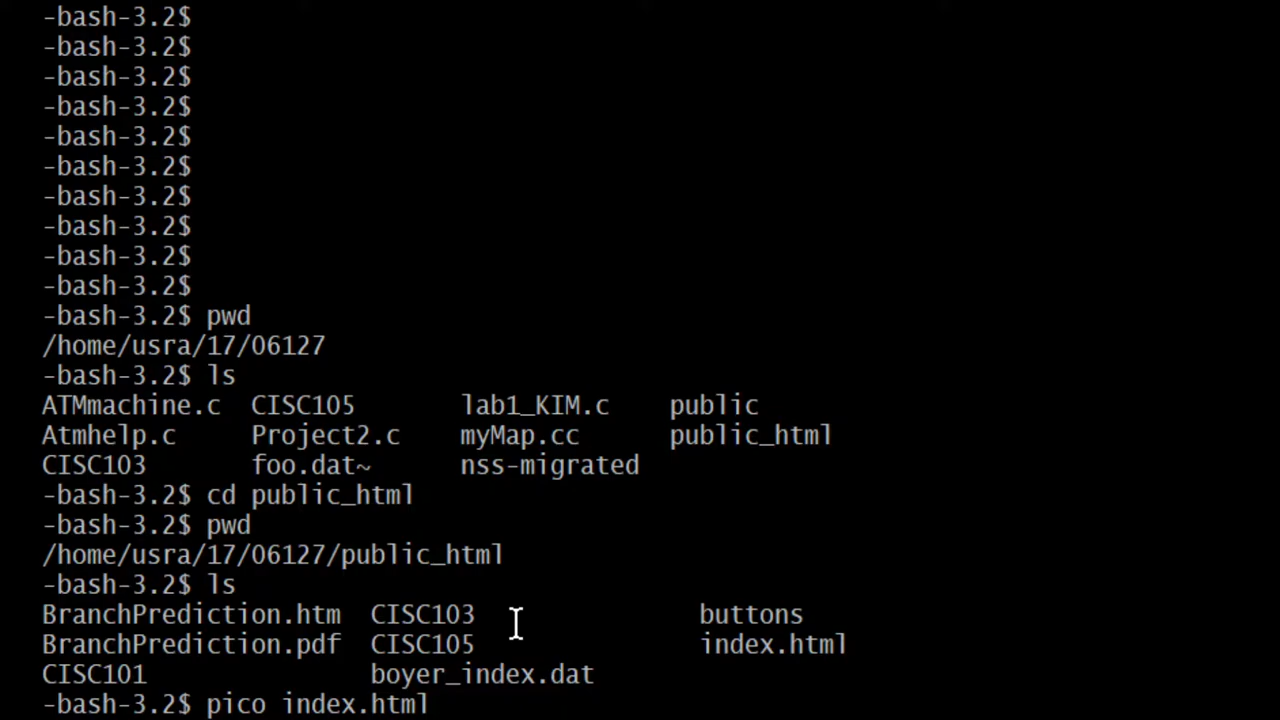 -bash-3.2$
-bash-3.2$
-bash-3.2$
-bash-3.2$
-bash-3.2$
-bash-3.2$
-bash-3.2$
-bash-3.2$
-bash-3.2$
-bash-3.2$
-bash-3.2$ pwd
/home/usra/17/06127
-bash-3.2$ ls
ATMmachine.c  CISC105       lab1_KIM.c    public
Atmhelp.c     Project2.c    myMap.cc      public_html
CISC103       foo.dat~      nss-migrated
-bash-3.2$ cd public_html
-bash-3.2$ pwd
/home/usra/17/06127/public_html
-bash-3.2$ ls
BranchPrediction.htm  CISC103               buttons
BranchPrediction.pdf  CISC105               index.html
CISC101               boyer_index.dat
-bash-3.2$ pico index.html